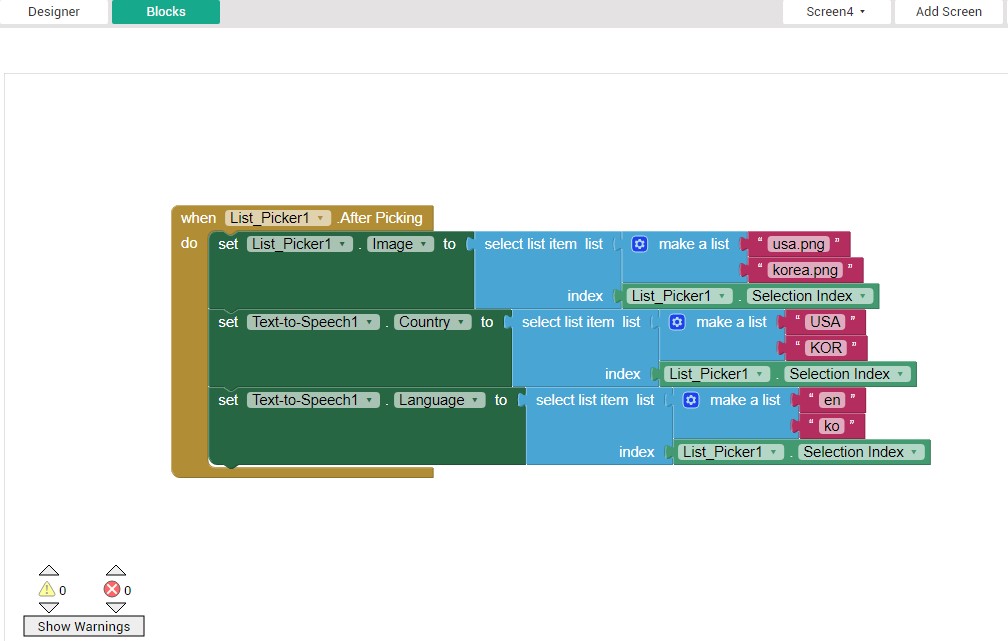 Designer Blocks Screen4 Add Screen
when List_Picker1 .After Picking
do set List_Picker1 . Image to select list item list make a list " usa.png "
" korea.png "
index List_Picker1 . Selection Index
set Text-to-Speech1 . Country to select list item list make a list " USA "
" KOR "
index List_Picker1 . Selection Index
set Text-to-Speech1 . Language to select list item list make a list " en "
" ko "
index List_Picker1 . Selection Index
0 0
Show Warnings